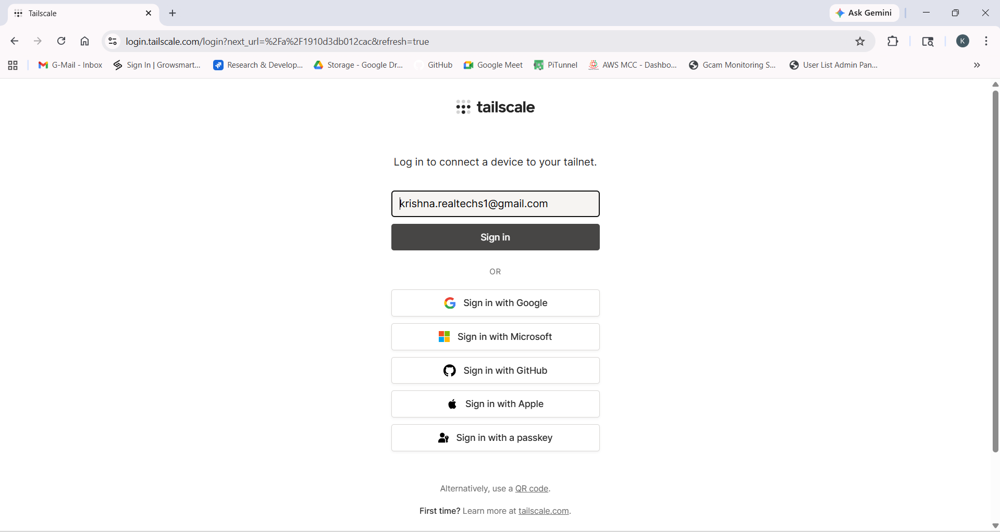 Tailscale
Ask Gemini
login.tailscale.com/login?next_url=%2Fa%2F1910d3db012cac&refresh=true
K
G-Mail - Inbox
Sign In | Growsmart...
Research & Develop...
Storage - Google Dr...
GitHub
Google Meet
PiTunnel
AWS MCC - Dashbo...
Gcam Monitoring S...
User List Admin Pan...
tailscale
Log in to connect a device to your tailnet.
krishna.realtechs1@gmail.com
Sign in
OR
Sign in with Google
Sign in with Microsoft
Sign in with GitHub
Sign in with Apple
Sign in with a passkey
Alternatively, use a QR code.
First time? Learn more at tailscale.com.